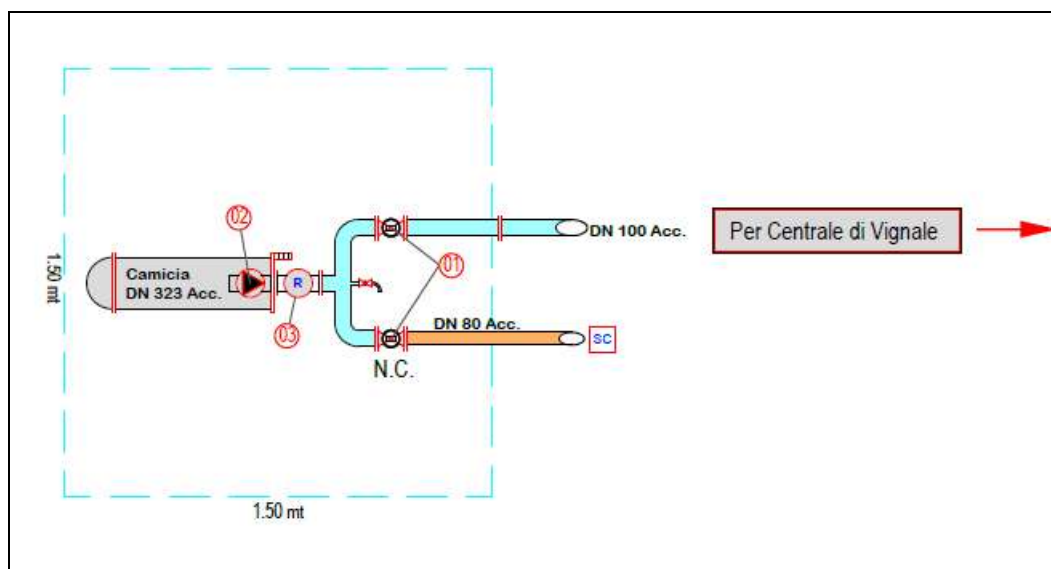 02
01
03
Camicia
DN 323 Acc.
R
DN 100 Acc.
Per Centrale di Vignale
DN 80 Acc.
SC
N.C.
1.50 mt
1.50 mt